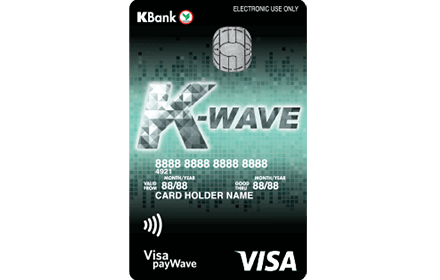 KBank
ELECTRONIC USE ONLY
K-WAVE
8888 8888 8888 8888
4921
MONTH/YEAR MONTH/YEAR
VALID FROM 88/88 GOOD THRU 88/88
CARD HOLDER NAME
Visa
payWave
VISA